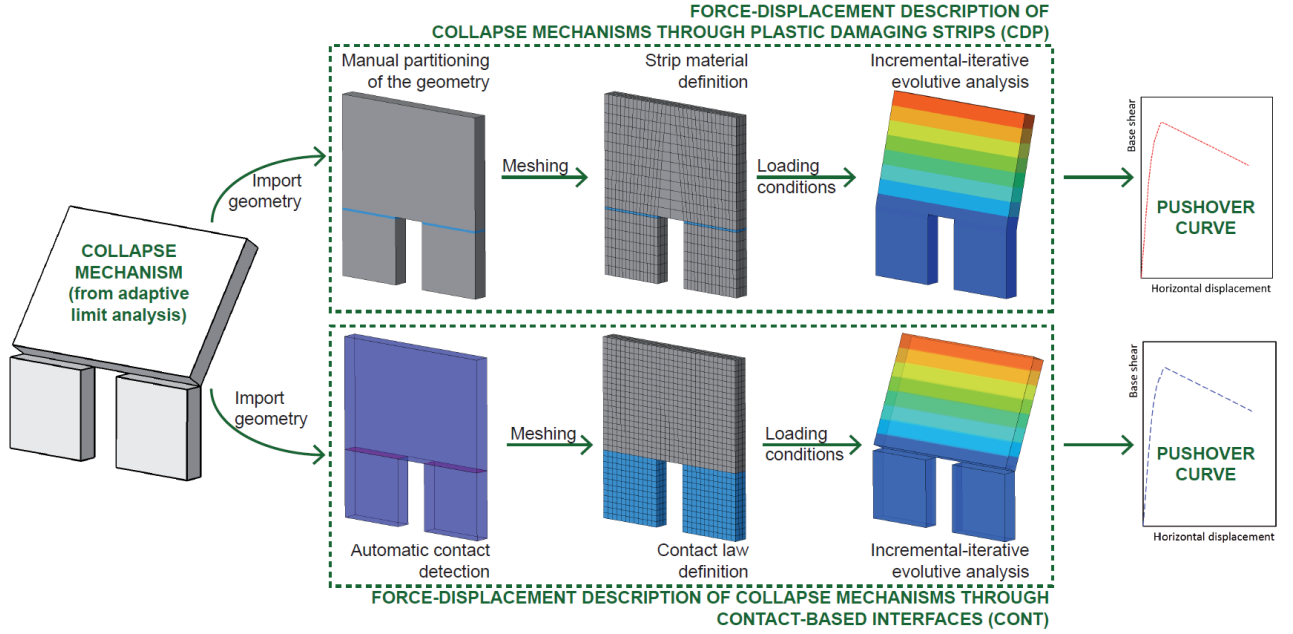 FORCE-DISPLACEMENT DESCRIPTION OF
COLLAPSE MECHANISMS THROUGH PLASTIC DAMAGING STRIPS (CDP)
Manual partitioning
of the geometry
Strip material
definition
Incremental-iterative
evolutive analysis
Import
geometry
Meshing
Loading
conditions
Base shear
PUSHOVER
CURVE
Horizontal displacement
COLLAPSE
MECHANISM
(from adaptive
limit analysis)
Import
geometry
Meshing
Loading
conditions
Base shear
PUSHOVER
CURVE
Horizontal displacement
Automatic contact
detection
Contact law
definition
Incremental-iterative
evolutive analysis
FORCE-DISPLACEMENT DESCRIPTION OF COLLAPSE MECHANISMS THROUGH
CONTACT-BASED INTERFACES (CONT)